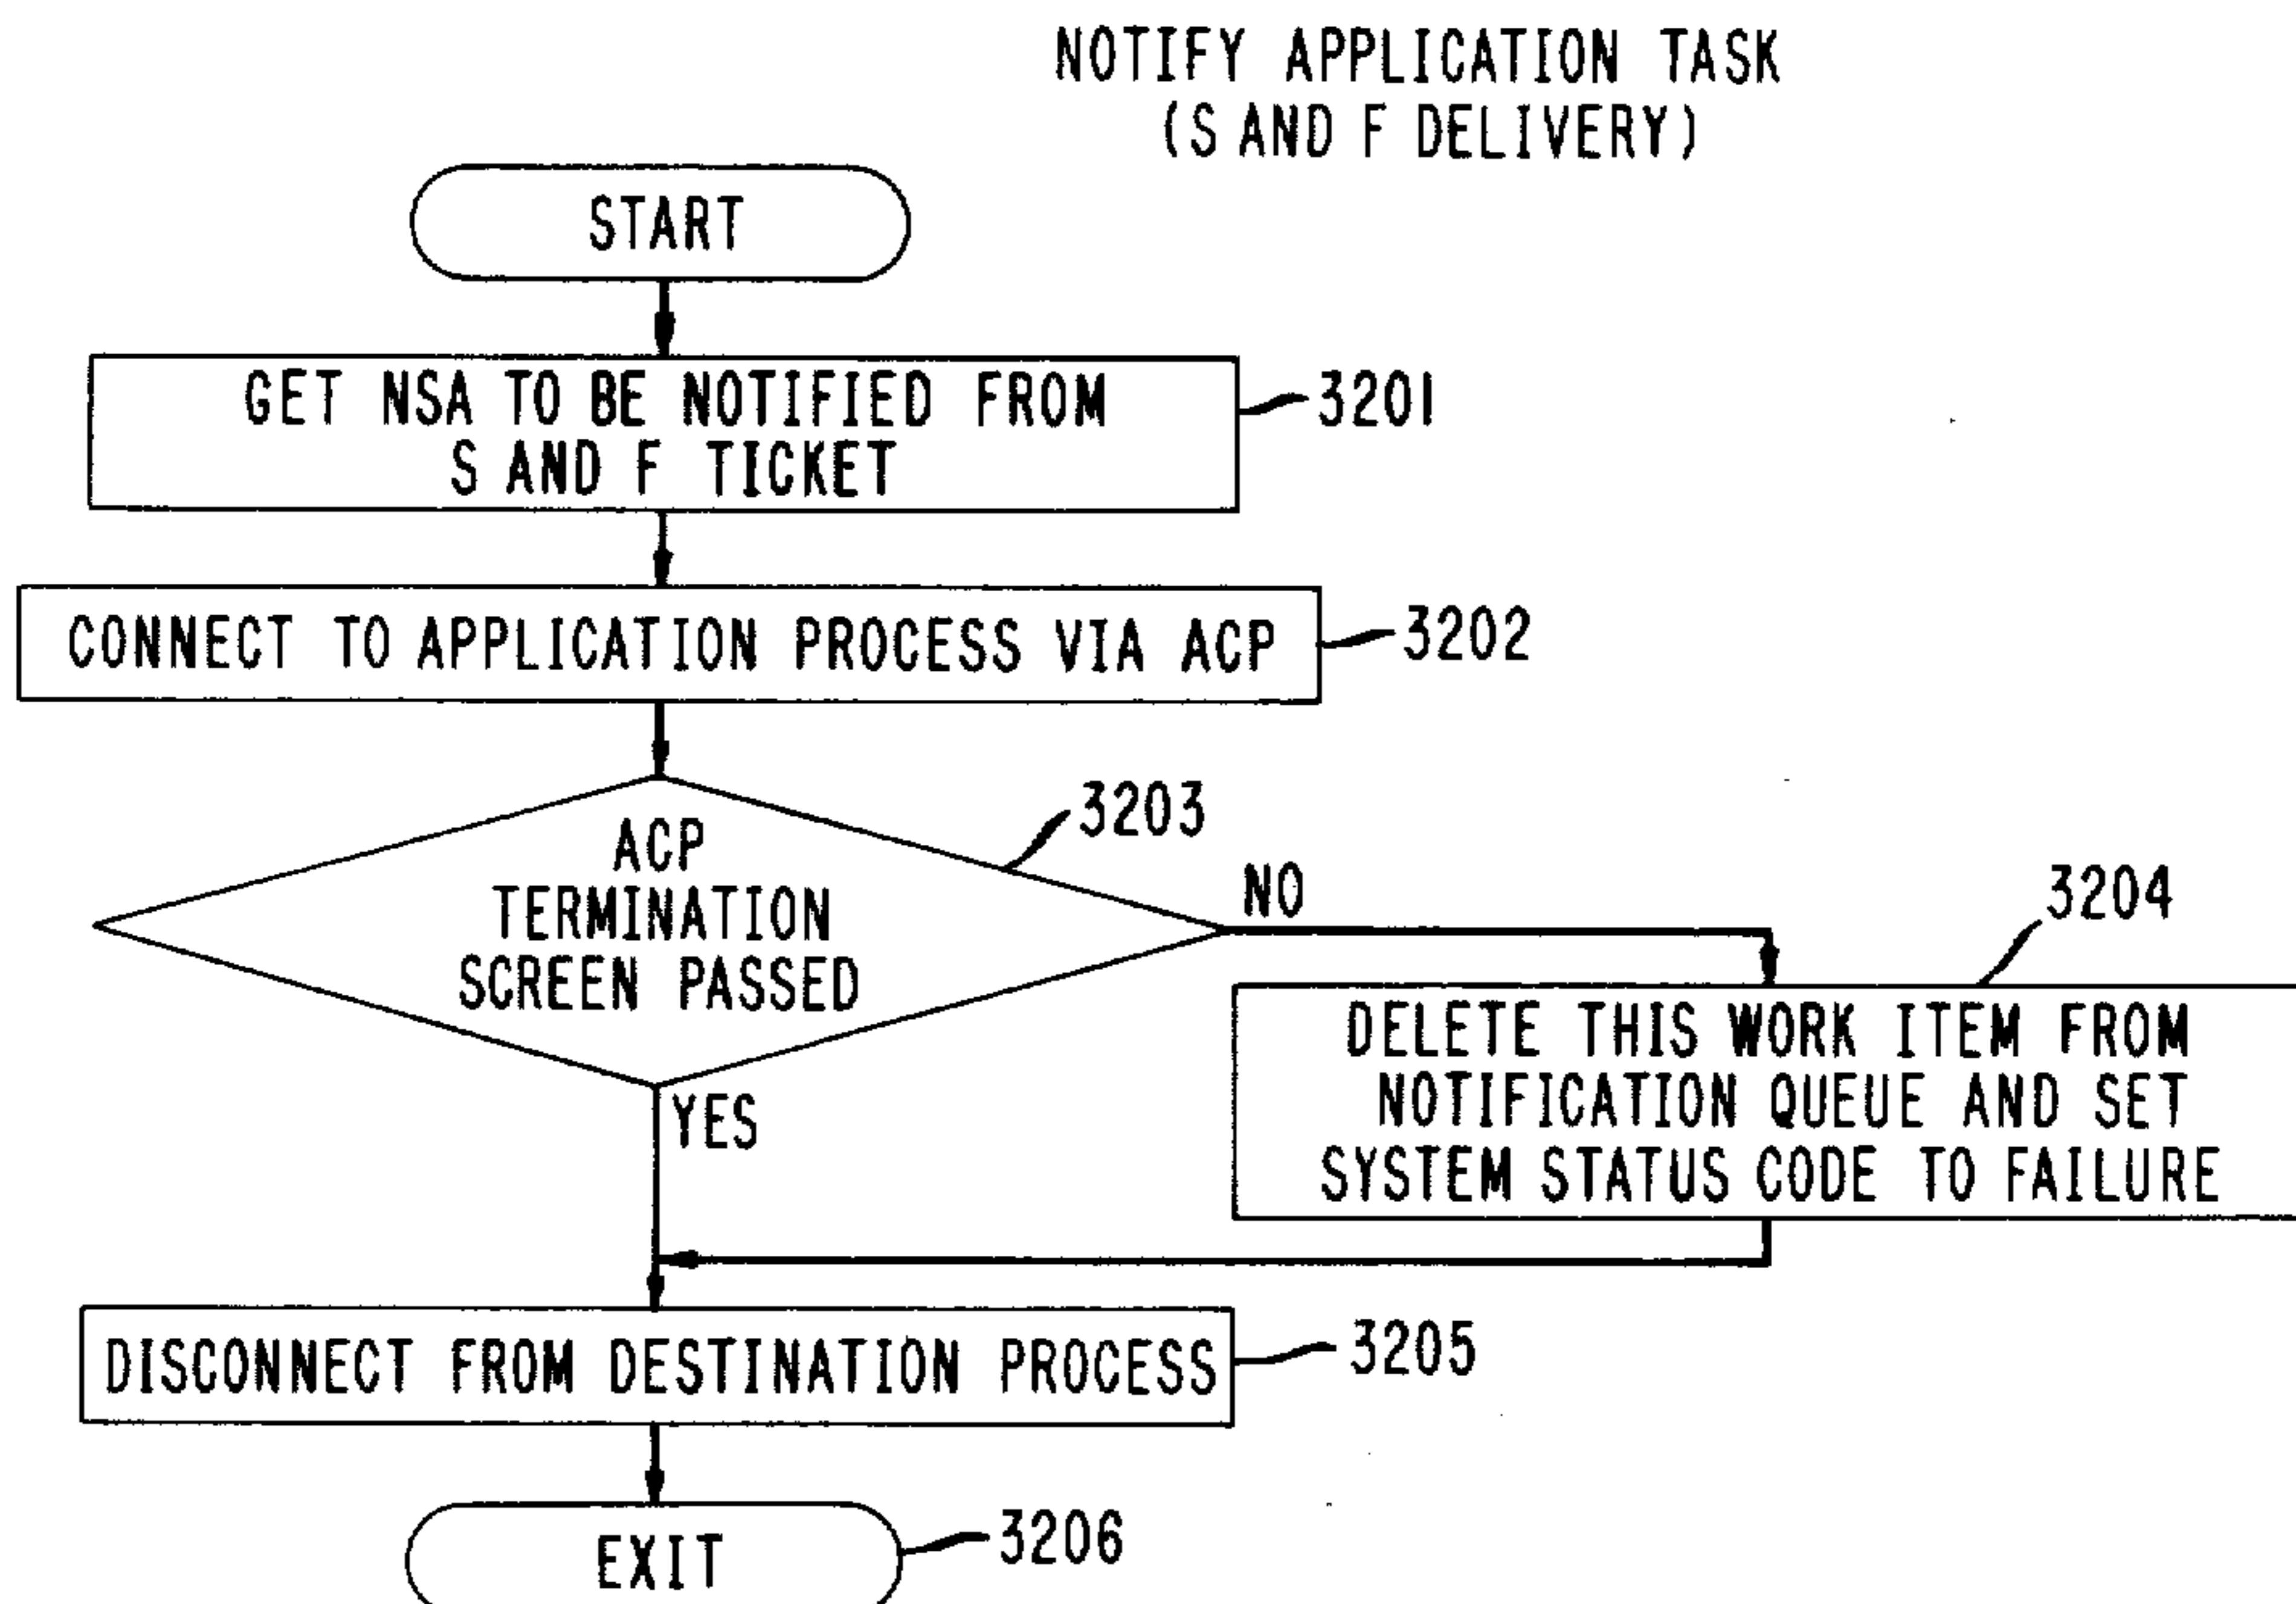 NOTIFY APPLICATION TASK
(S AND F DELIVERY)
START
GET NSA TO BE NOTIFIED FROM
S AND F TICKET
3201
CONNECT TO APPLICATION PROCESS VIA ACP
3202
ACP
TERMINATION
SCREEN PASSED
3203
NO
3204
DELETE THIS WORK ITEM FROM
NOTIFICATION QUEUE AND SET
SYSTEM STATUS CODE TO FAILURE
YES
DISCONNECT FROM DESTINATION PROCESS
3205
EXIT
3206